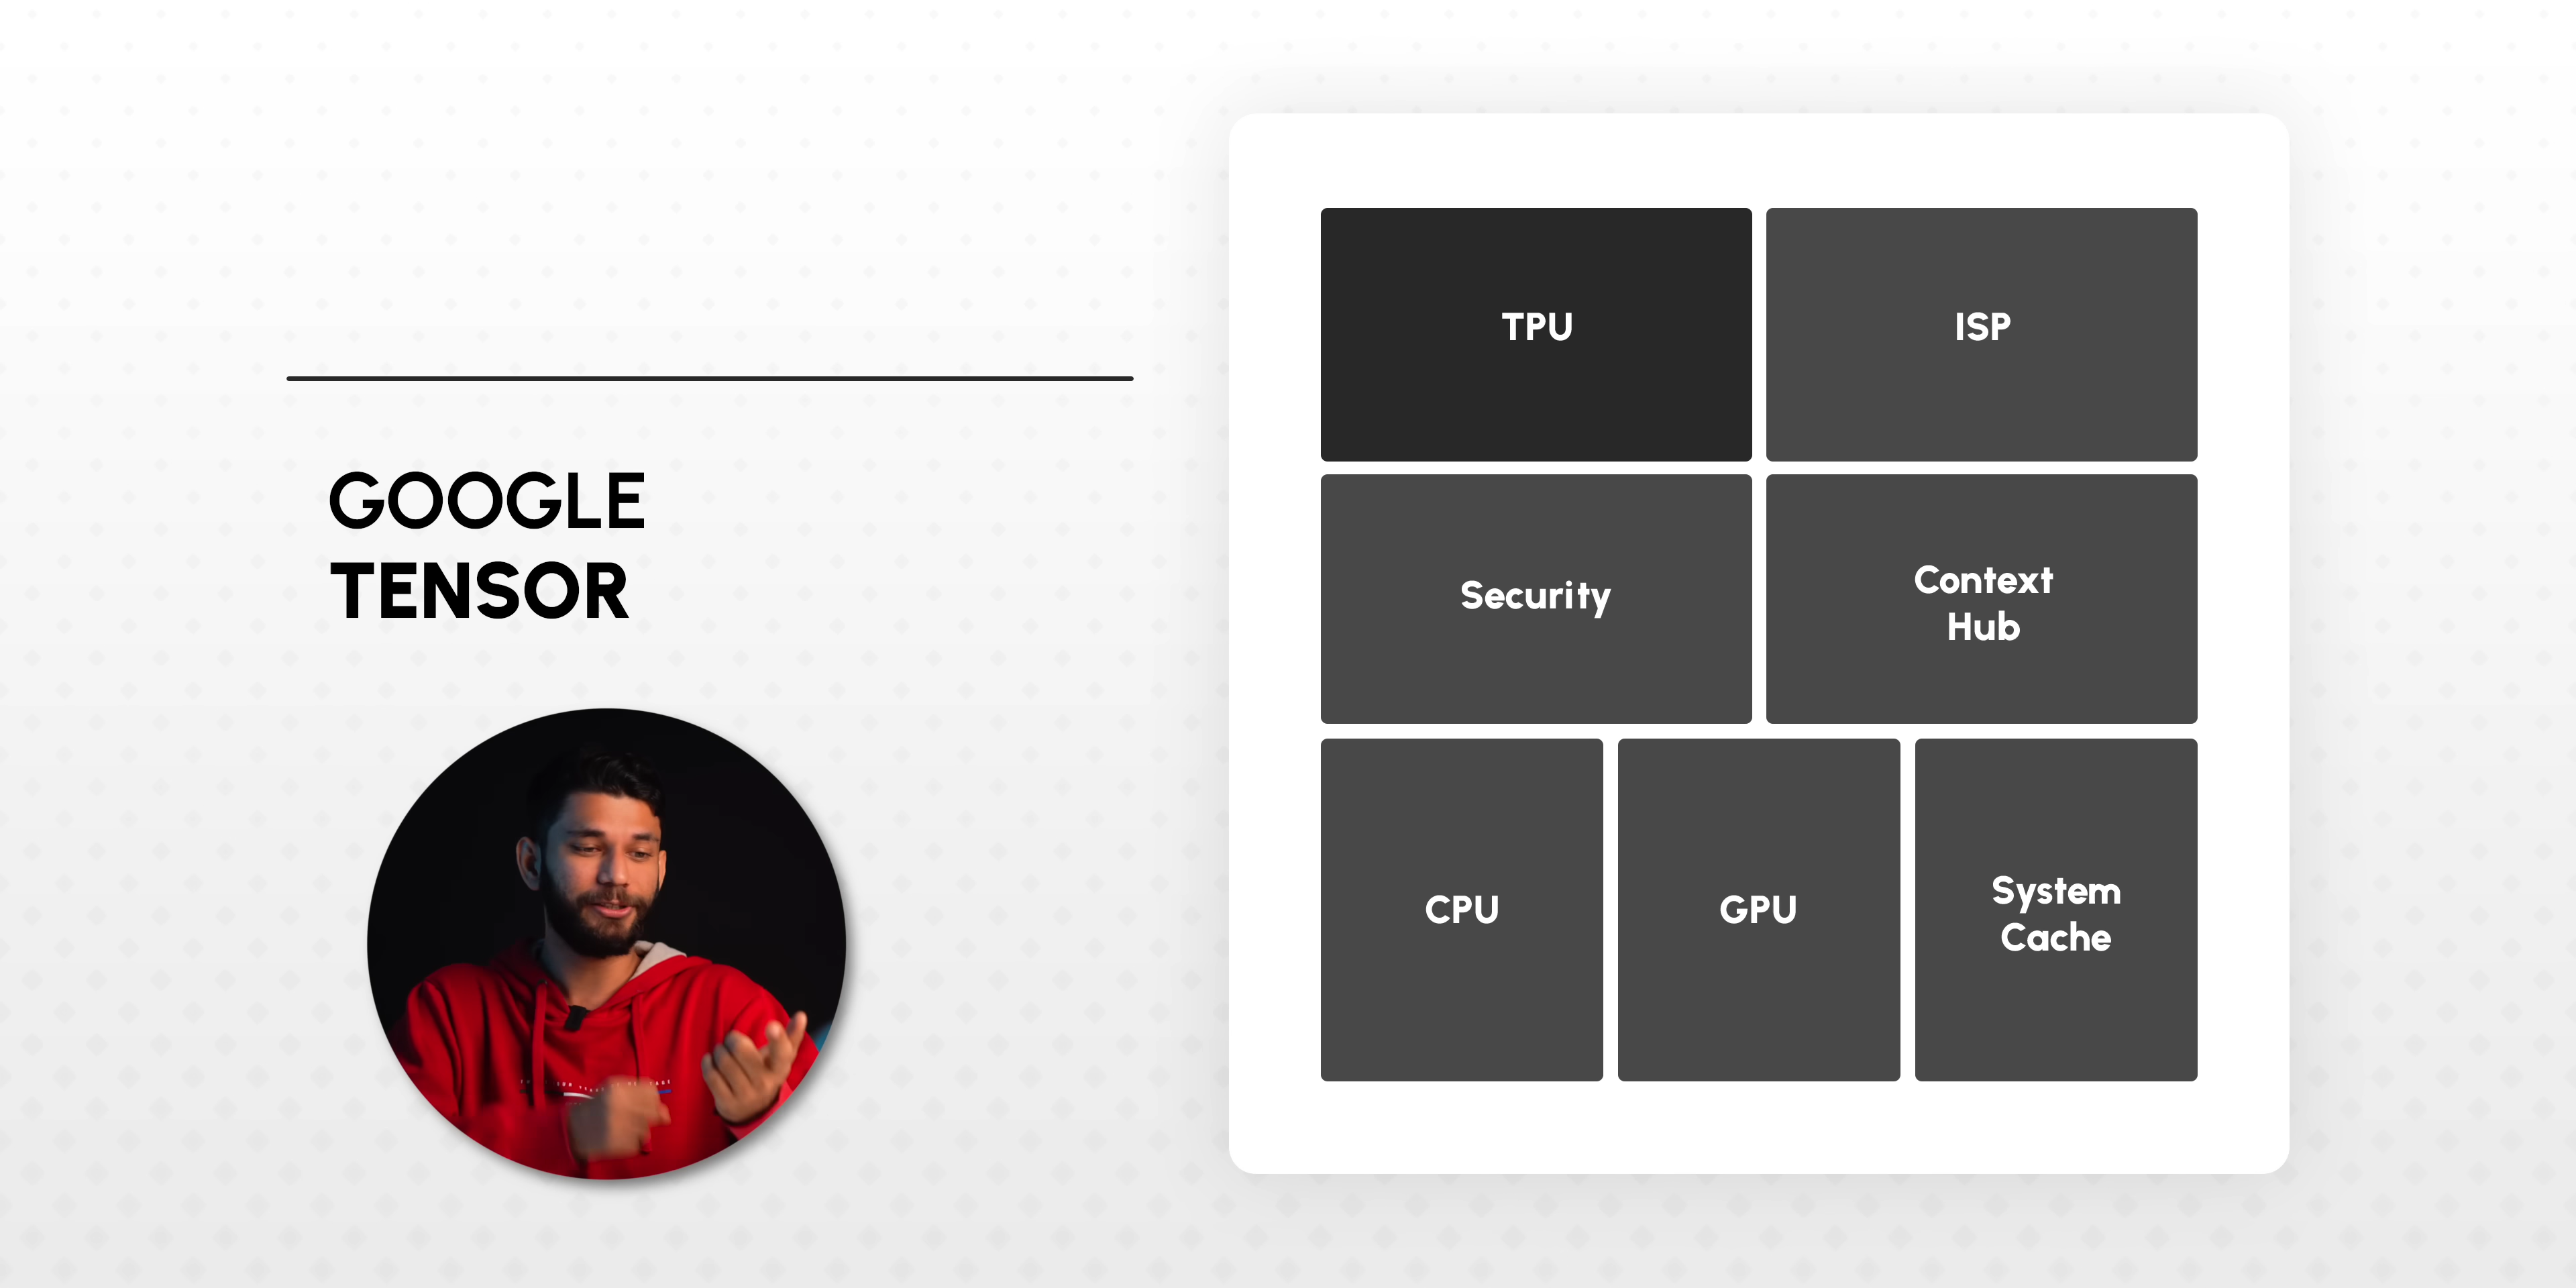 GOOGLE
TENSOR
TPU
ISP
Security
Context
Hub
CPU
GPU
System
Cache